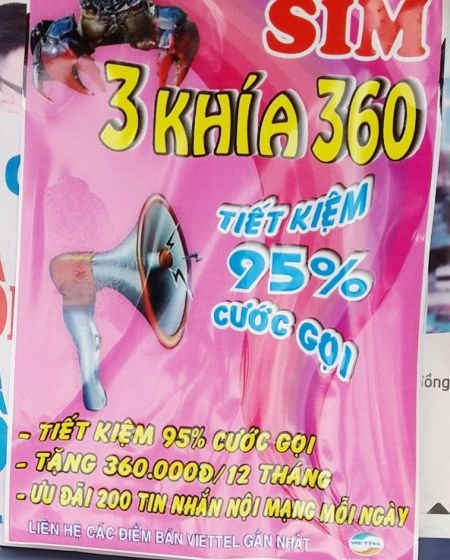 SIM
3 KHÍA 360
TIẾT KIỆM
95%
CƯỚC GỌI
- TIẾT KIỆM 95% CƯỚC GỌI
- TẶNG 360.000Đ/12 THÁNG
- ƯU ĐÃI 200 TIN NHẮN NỘI MẠNG MỖI NGÀY
LIÊN HỆ CÁC ĐIỂM BÁN VIETTEL GẦN NHẤT
VIETTEL